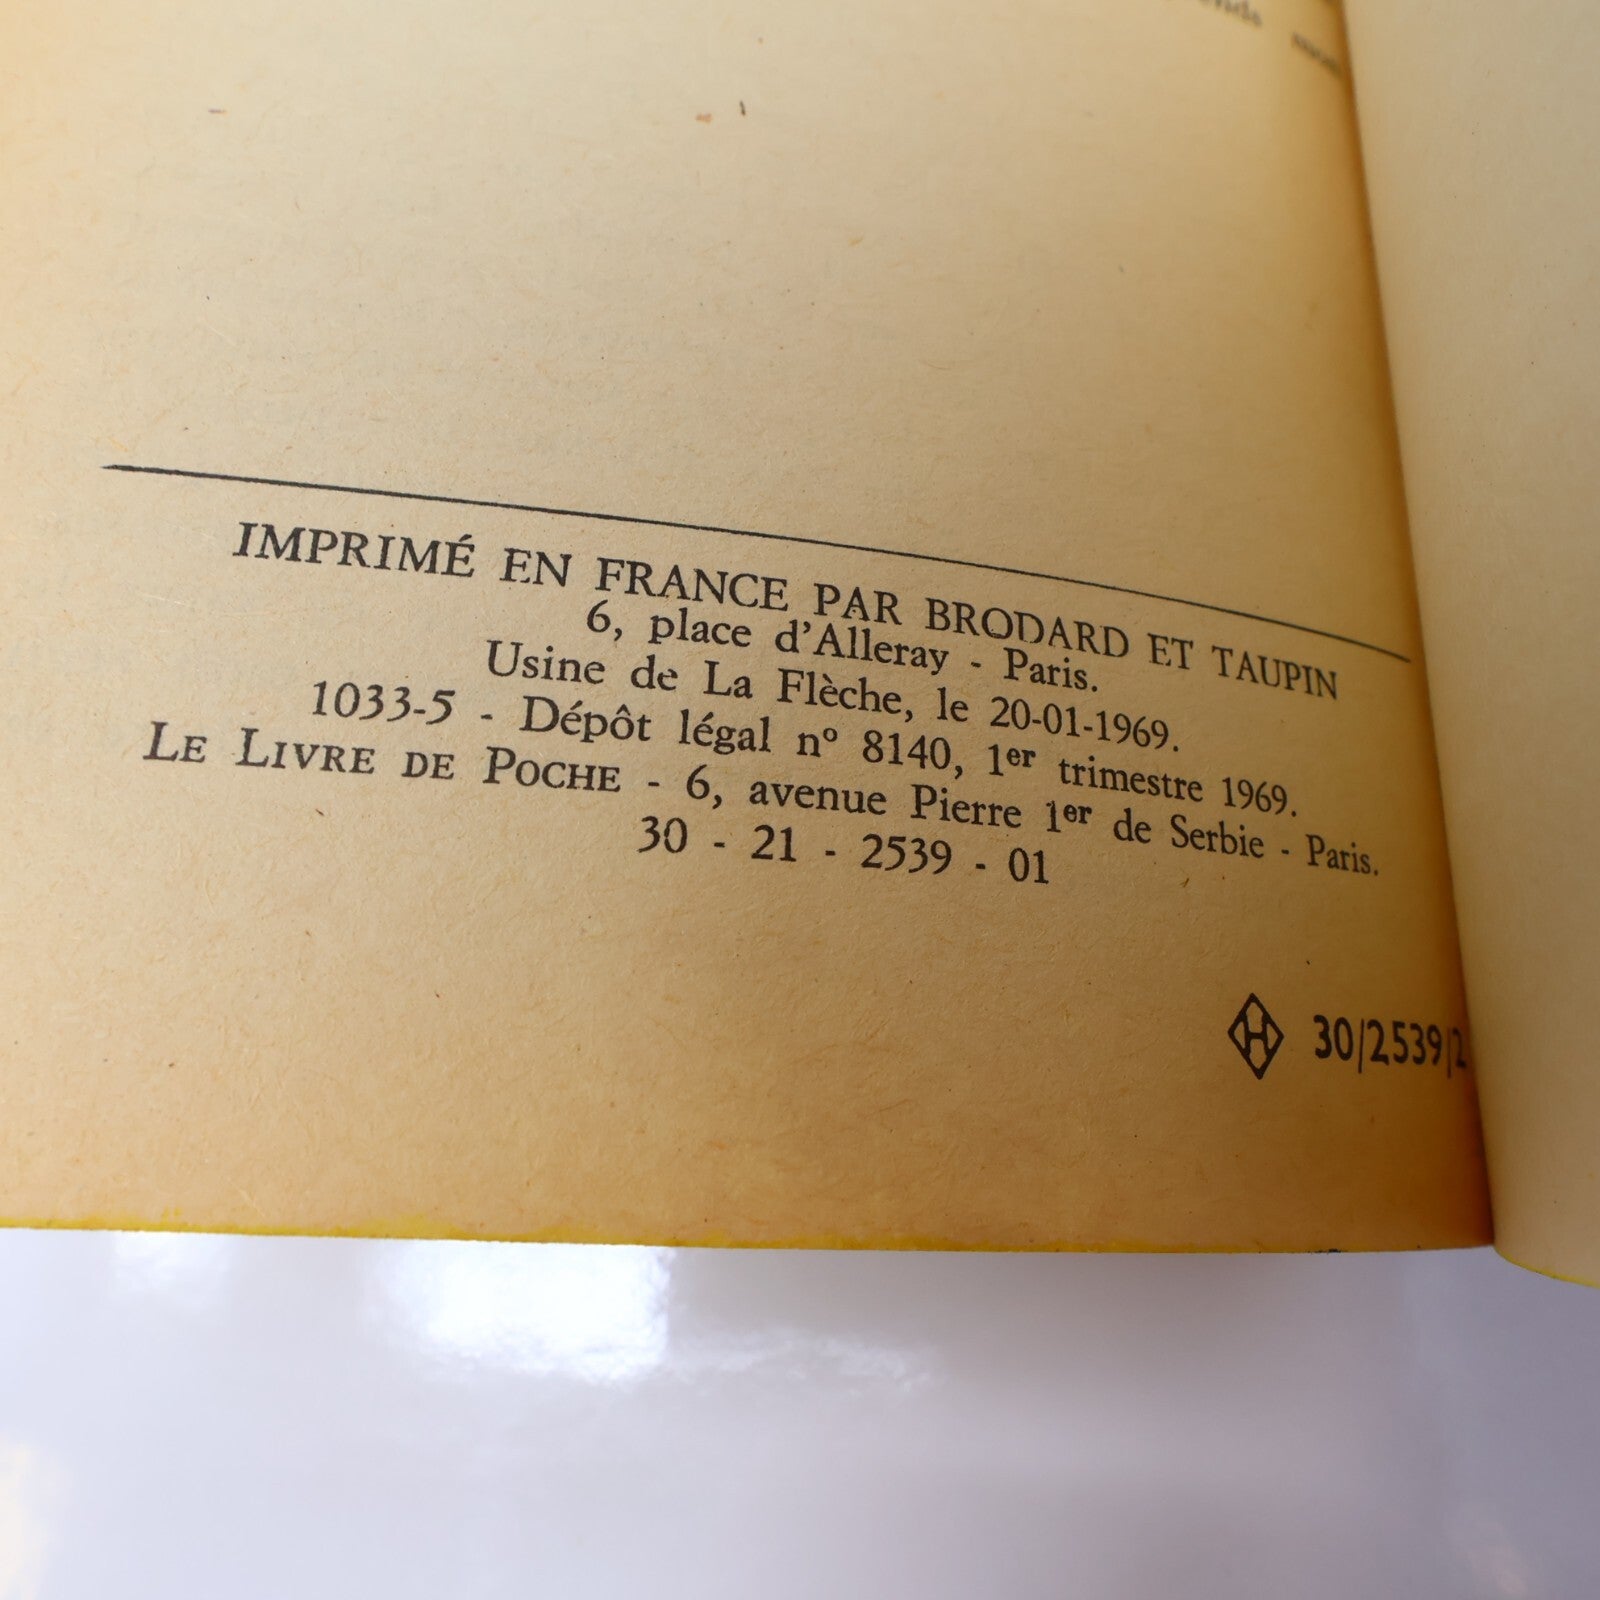 IMPRIMÉ EN FRANCE PAR BRODARD ET TAUPIN
6, place d'Alleray - Paris.
Usine de La Flèche, le 20-01-1969.
1033-5 - Dépôt légal nº 8140, 1er trimestre 1969.
LE LIVRE DE POCHE - 6, avenue Pierre 1er de Serbie - Paris.
30 - 21 - 2539 - 01
H 30/2539/2